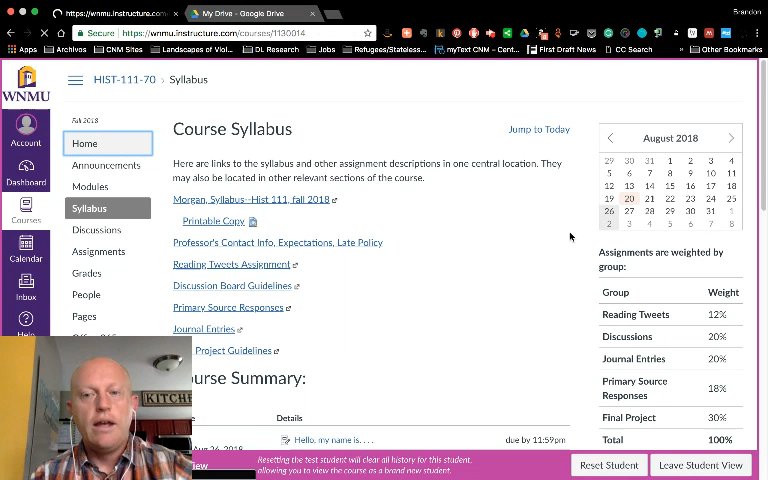 https://wnmu.instructure.com/
My Drive - Google Drive
Brandon
Secure
https://wnmu.instructure.com/courses/1130014
Apps
Archivos
CNM Sites
Landscapes of Viol...
DL Research
Jobs
Refugees/Stateless...
myText CNM - Cent...
First Draft News
CC Search
Other Bookmarks
WNMU
Account
Dashboard
Courses
Calendar
Inbox
Help
HIST-111-70 › Syllabus
Fall 2018
Home
Announcements
Modules
Syllabus
Discussions
Assignments
Grades
People
Pages
Course Syllabus
Jump to Today
Here are links to the syllabus and other assignment descriptions in one central location. They
may also be located in other relevant sections of the course.
Morgan, Syllabus--Hist 111, fall 2018
Printable Copy
Professor's Contact Info, Expectations, Late Policy
Reading Tweets Assignment
Discussion Board Guidelines
Primary Source Responses
Journal Entries
Project Guidelines
ourse Summary:
Details
Hello, my name is. . . .
due by 11:59pm
Aug 26, 2018
August 2018
29 30 31 1 2 3 4
5 6 7 8 9 10 11
12 13 14 15 16 17 18
19 20 21 22 23 24 25
26 27 28 29 30 31 1
2 3 4 5 6 7 8
Assignments are weighted by
group:
Group Weight
Reading Tweets 12%
Discussions 20%
Journal Entries 20%
Primary Source
Responses 18%
Final Project 30%
Total 100%
KITCHE
View
Resetting the test student will clear all history for this student,
allowing you to view the course as a brand new student.
Reset Student
Leave Student View